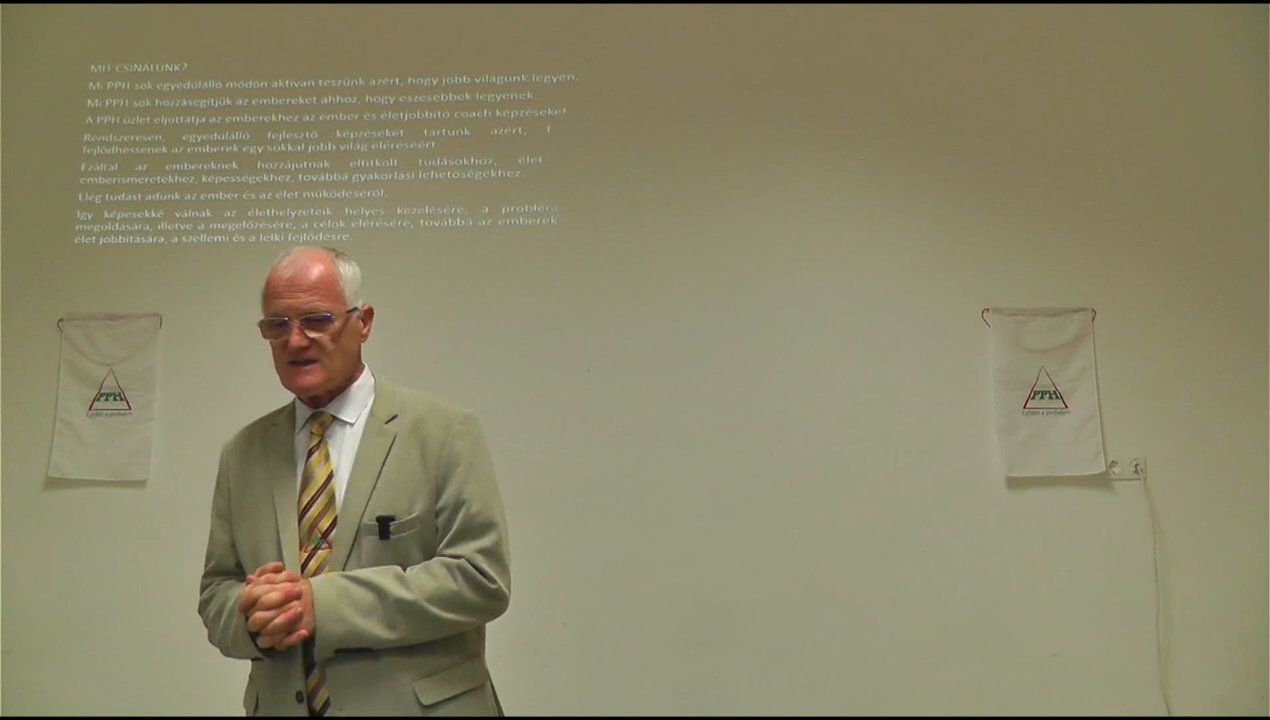 MIT CSINÁLUNK?
Mi PPH-sok egyedülálló módon aktívan teszünk azért, hogy jobb világunk legyen.
Mi PPH-sok hozzásegítjük az embereket ahhoz, hogy eszesebbek legyenek.
A PPH üzlet eljuttatja az emberekhez az ember és életjobbító coach képzéseket
Rendszeresen, egyedülálló fejlesztő képzéseket tartunk azért,
fejlődhessenek az emberek egy sokkal jobb világ eléréséért
Ezáltal az embereknek hozzájutnak eltitkolt tudásokhoz, élet
emberismeretekhez, képességekhez, továbbá gyakorlási lehetőségekhez.
Elég tudást adunk az ember és az élet működéséről.
Így képesekké válnak az élethelyzeteik helyes kezelésére, a problém
megoldására, illetve a megelőzésére, a célok elérésére, továbbá az emberek
élet jobbítására, a szellemi és a lelki fejlődésre.
PPH
PPH